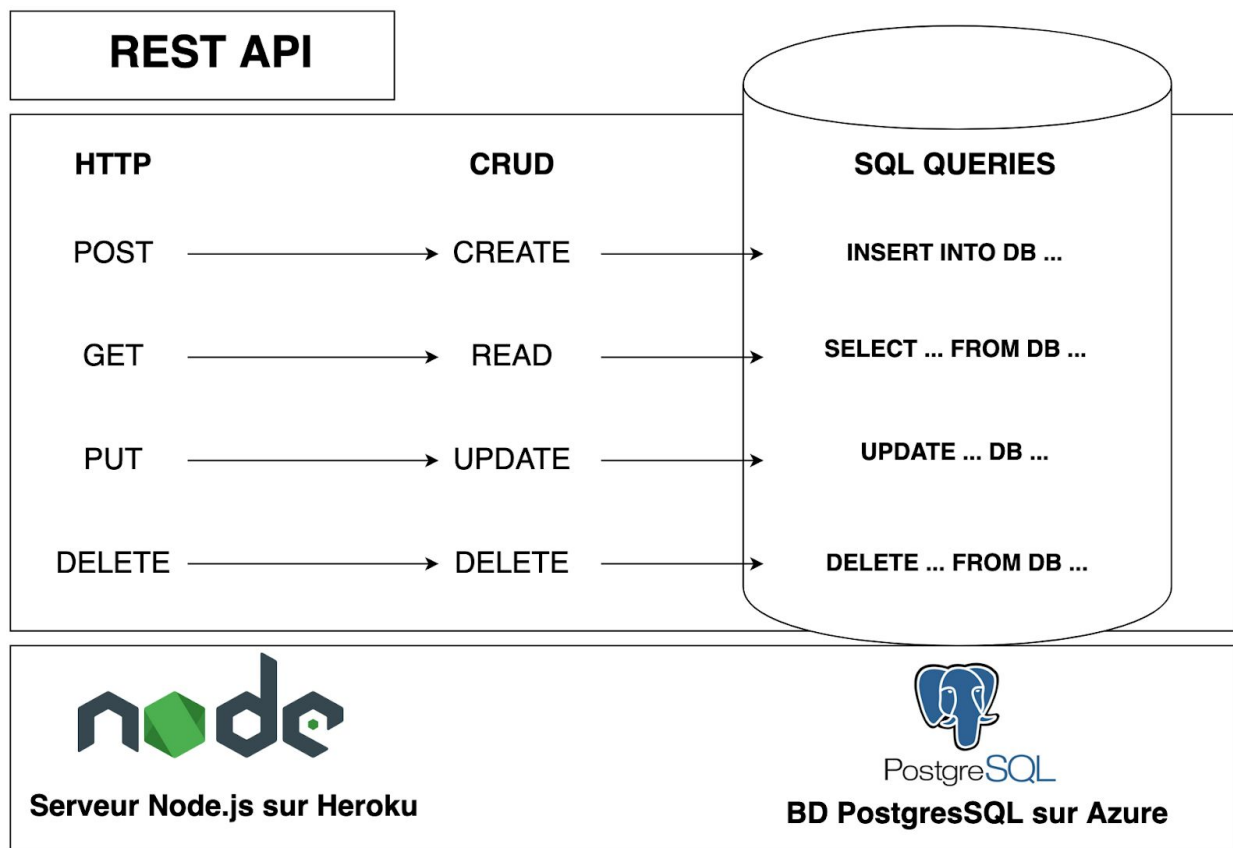 REST API
HTTP CRUD SQL QUERIES
POST CREATE INSERT INTO DB ...
GET READ SELECT ... FROM DB ...
PUT UPDATE UPDATE ... DB ...
DELETE DELETE DELETE ... FROM DB ...
node
PostgreSQL
Serveur Node.js sur Heroku
BD PostgresSQL sur Azure